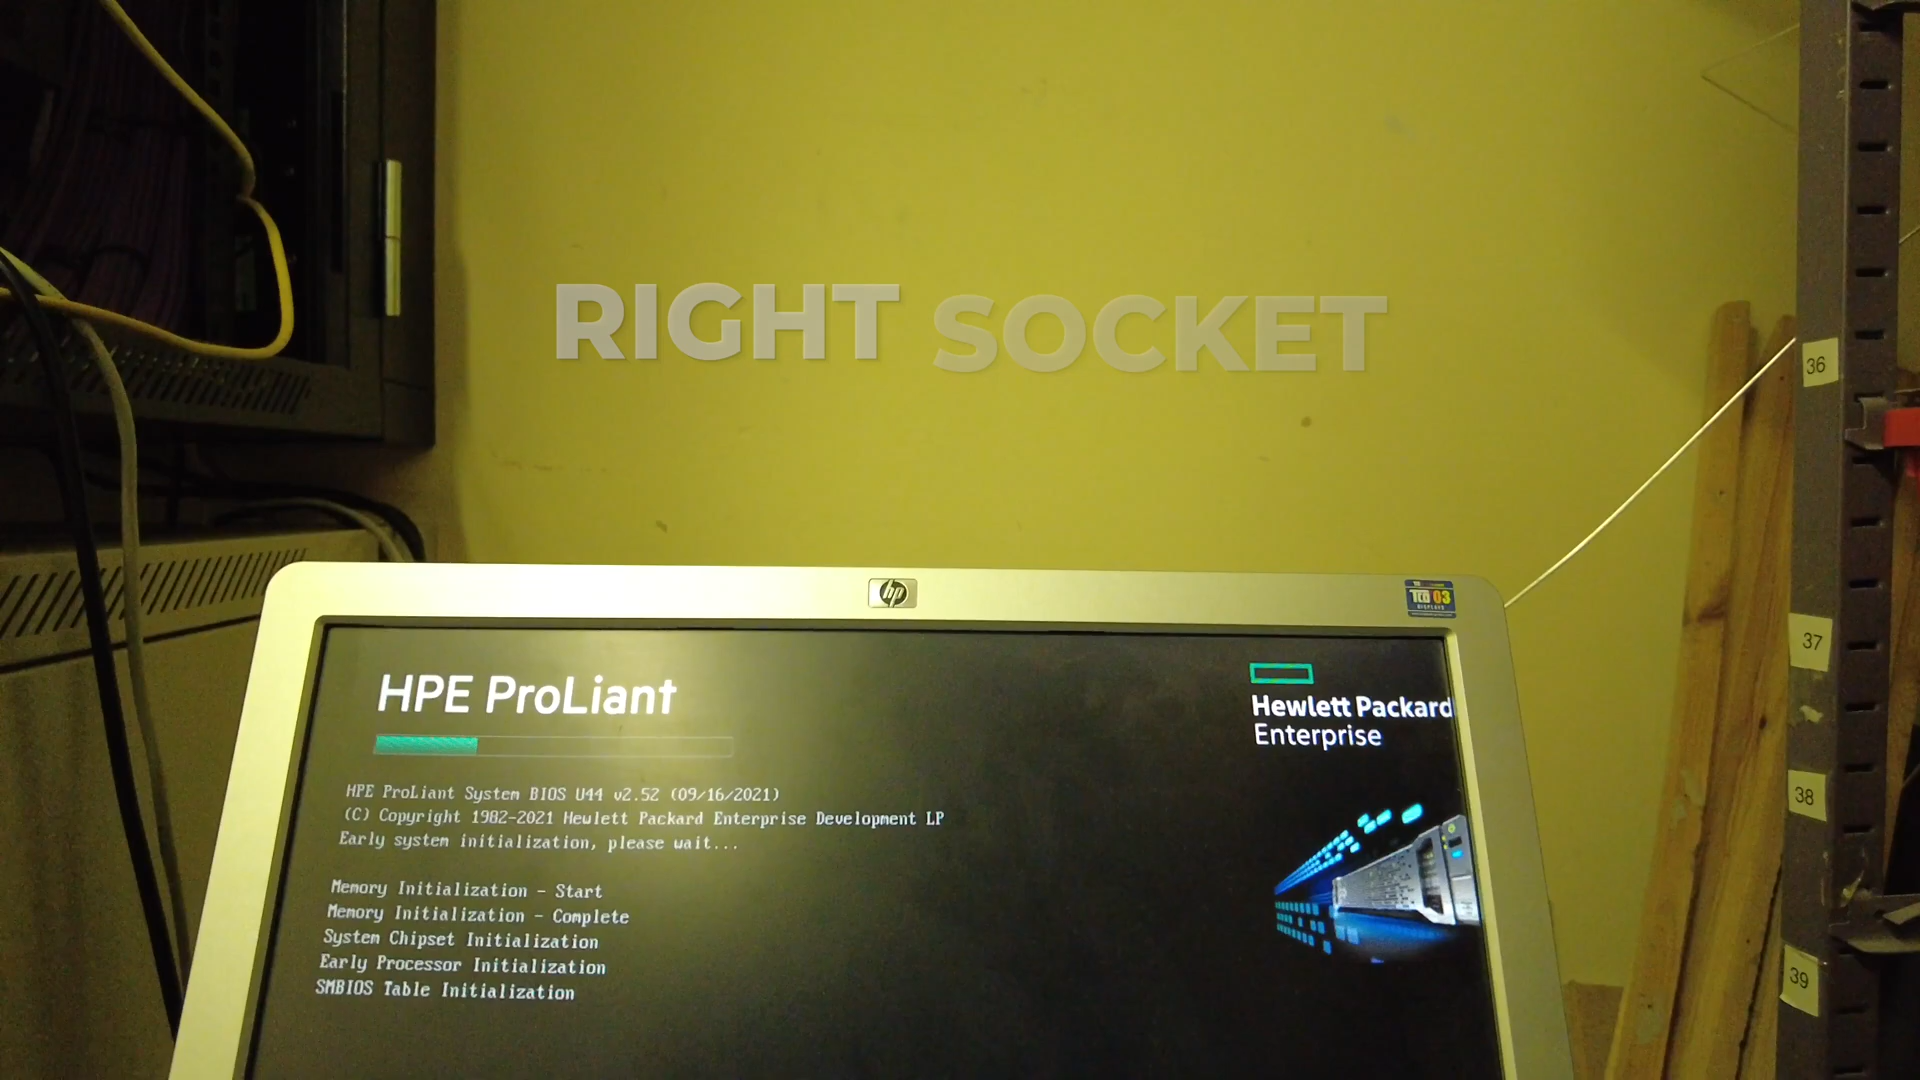 RIGHT SOCKET
36
hp
TCO 03
DISPLAYS
37
38
39
HPE ProLiant
Hewlett Packard
Enterprise
HPE ProLiant System BIOS U44 v2.52 (09/16/2021)
(C) Copyright 1982-2021 Hewlett Packard Enterprise Development LP
Early system initialization, please wait...
Memory Initialization - Start
Memory Initialization - Complete
System Chipset Initialization
Early Processor Initialization
SMBIOS Table Initialization